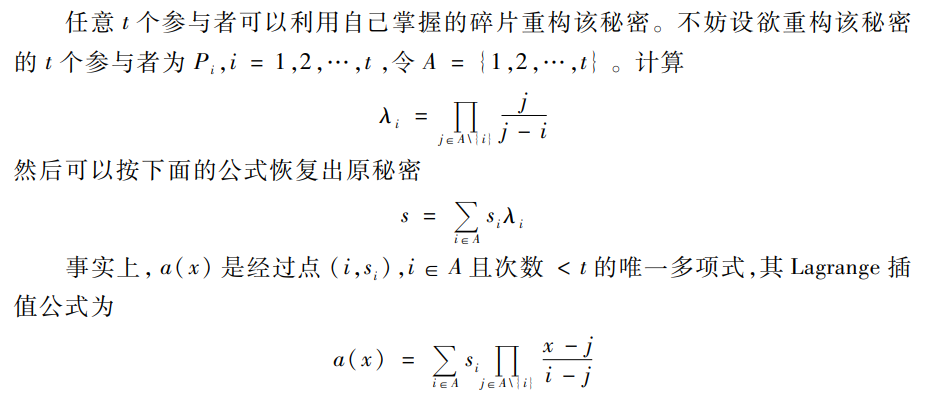 任意 t 个参与者可以利用自己掌握的碎片重构该秘密。不妨设欲重构该秘密
的 t 个参与者为 P_i, i = 1,2,⋯,t ,令 A = {1,2,⋯,t} 。计算
λ_i = ∏_{j∈A\{i}} j/(j − i)
然后可以按下面的公式恢复出原秘密
s = ∑_{i∈A} s_i λ_i
事实上, a(x) 是经过点 (i,s_i), i ∈ A 且次数 < t 的唯一多项式,其 Lagrange 插
值公式为
a(x) = ∑_{i∈A} s_i ∏_{j∈A\{i}} (x − j)/(i − j)